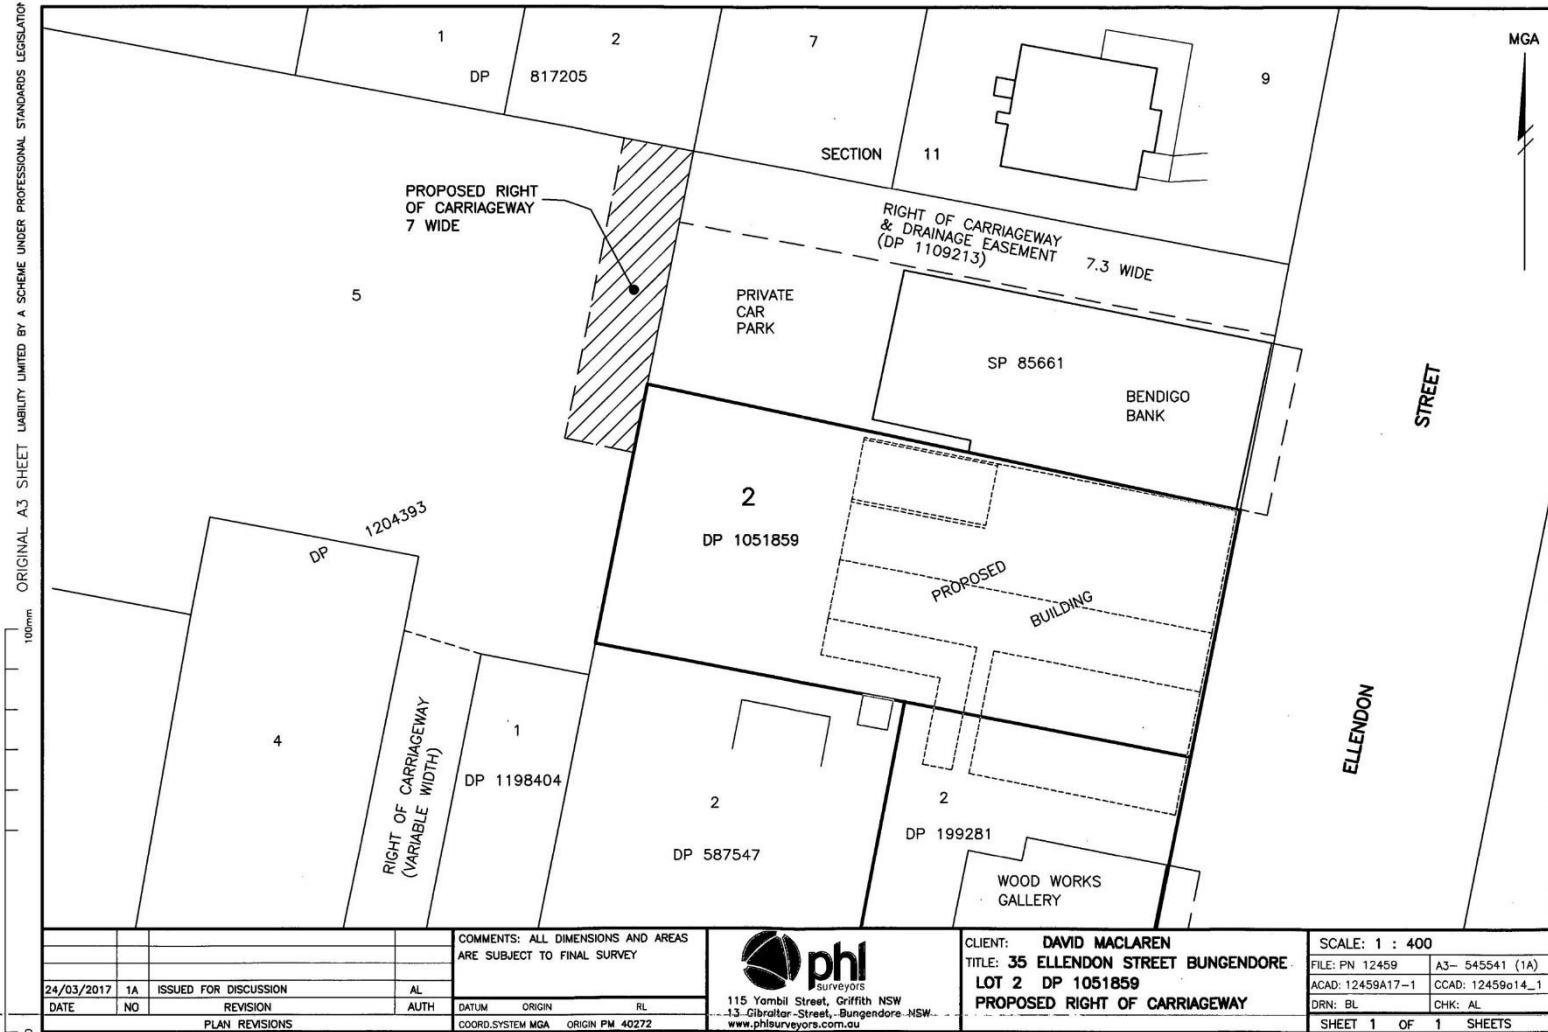 ORIGINAL A3 SHEET LIABILITY LIMITED BY A SCHEME UNDER PROFESSIONAL STANDARDS LEGISLATION
100mm
0
MGA
1
2
DP 817205
7
9
SECTION 11
PROPOSED RIGHT
OF CARRIAGEWAY
7 WIDE
RIGHT OF CARRIAGEWAY
& DRAINAGE EASEMENT
(DP 1109213)
7.3 WIDE
5
PRIVATE
CAR
PARK
SP 85661
BENDIGO
BANK
STREET
ELLENDON
2
DP 1051859
PROPOSED
BUILDING
DP 1204393
4
RIGHT OF CARRIAGEWAY
(VARIABLE WIDTH)
1
DP 1198404
2
DP 587547
2
DP 199281
WOOD WORKS
GALLERY
24/03/2017 1A ISSUED FOR DISCUSSION AL
DATE NO REVISION AUTH
PLAN REVISIONS
COMMENTS: ALL DIMENSIONS AND AREAS
ARE SUBJECT TO FINAL SURVEY
DATUM ORIGIN RL
COORD.SYSTEM MGA ORIGIN PM 40272
phl
surveyors
115 Yambil Street, Griffith NSW
13 Gibraltar Street, Bungendore NSW
www.phlsurveyors.com.au
CLIENT: DAVID MACLAREN
TITLE: 35 ELLENDON STREET BUNGENDORE
LOT 2 DP 1051859
PROPOSED RIGHT OF CARRIAGEWAY
SCALE: 1 : 400
FILE: PN 12459 A3- 545541 (1A)
ACAD: 12459A17-1 CCAD: 12459o14_1
DRN: BL CHK: AL
SHEET 1 OF 1 SHEETS